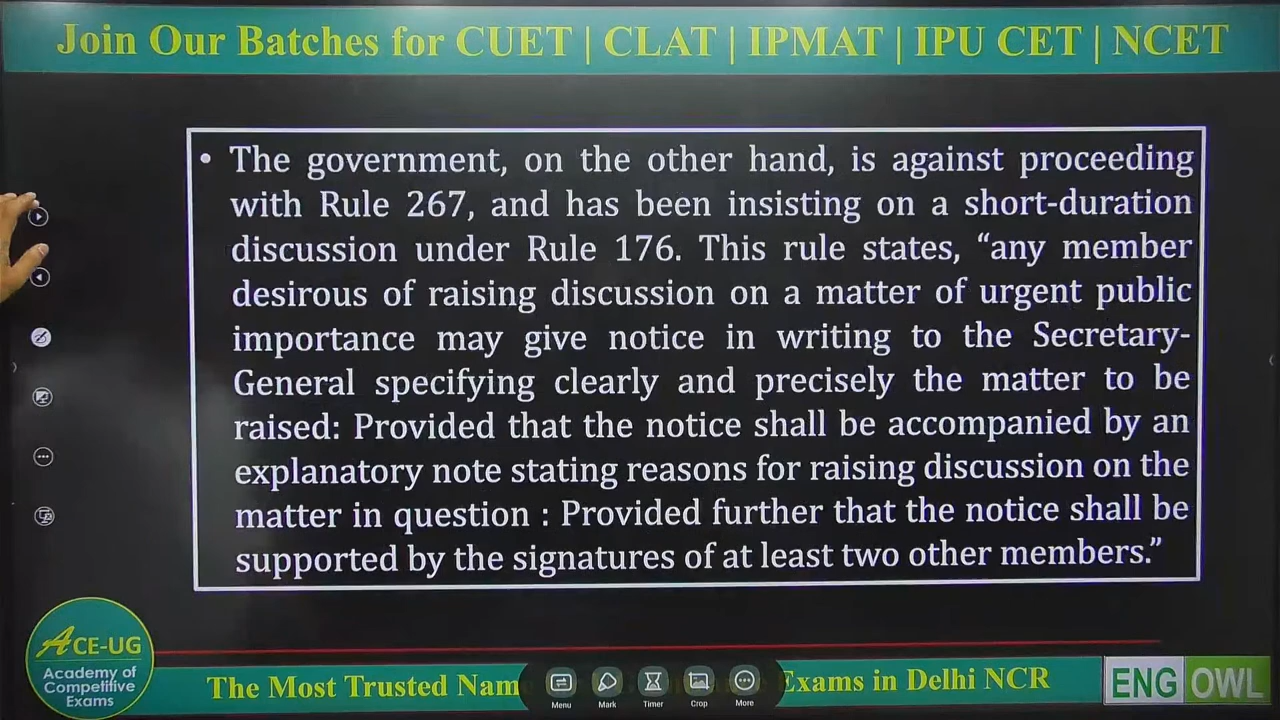 Join Our Batches for CUET | CLAT | IPMAT | IPU CET | NCET
• The government, on the other hand, is against proceeding
with Rule 267, and has been insisting on a short-duration
discussion under Rule 176. This rule states, “any member
desirous of raising discussion on a matter of urgent public
importance may give notice in writing to the Secretary-
General specifying clearly and precisely the matter to be
raised: Provided that the notice shall be accompanied by an
explanatory note stating reasons for raising discussion on the
matter in question : Provided further that the notice shall be
supported by the signatures of at least two other members.”
ACE-UG
Academy of
Competitive
Exams
The Most Trusted Nam Exams in Delhi NCR
Menu Mark Timer Crop More
ENG OWL